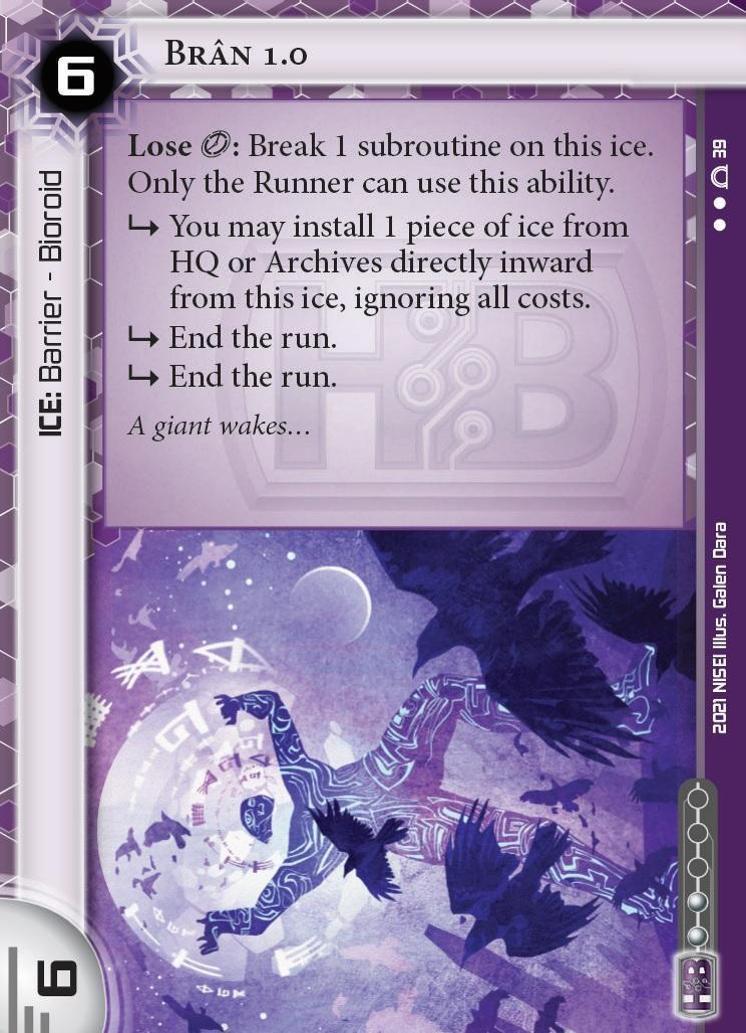 6
BRÂN 1.0
Lose : Break 1 subroutine on this ice.
Only the Runner can use this ability.
↳ You may install 1 piece of ice from
HQ or Archives directly inward
from this ice, ignoring all costs.
↳ End the run.
↳ End the run.
A giant wakes…
HB
ICE: Barrier - Bioroid
6
39
2021 NISEI Illus. Galen Dara